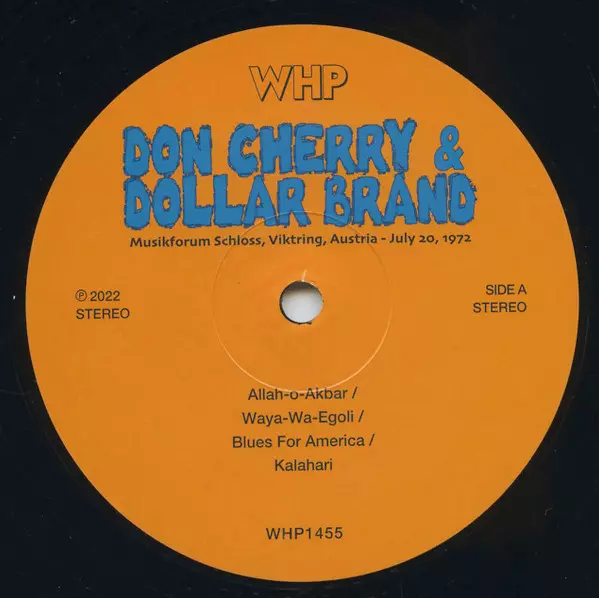 WHP
DON CHERRY &
DOLLAR BRAND
Musikforum Schloss, Viktring, Austria - July 20, 1972
℗ 2022
STEREO
SIDE A
STEREO
Allah-o-Akbar /
Waya-Wa-Egoli /
Blues For America /
Kalahari
WHP1455